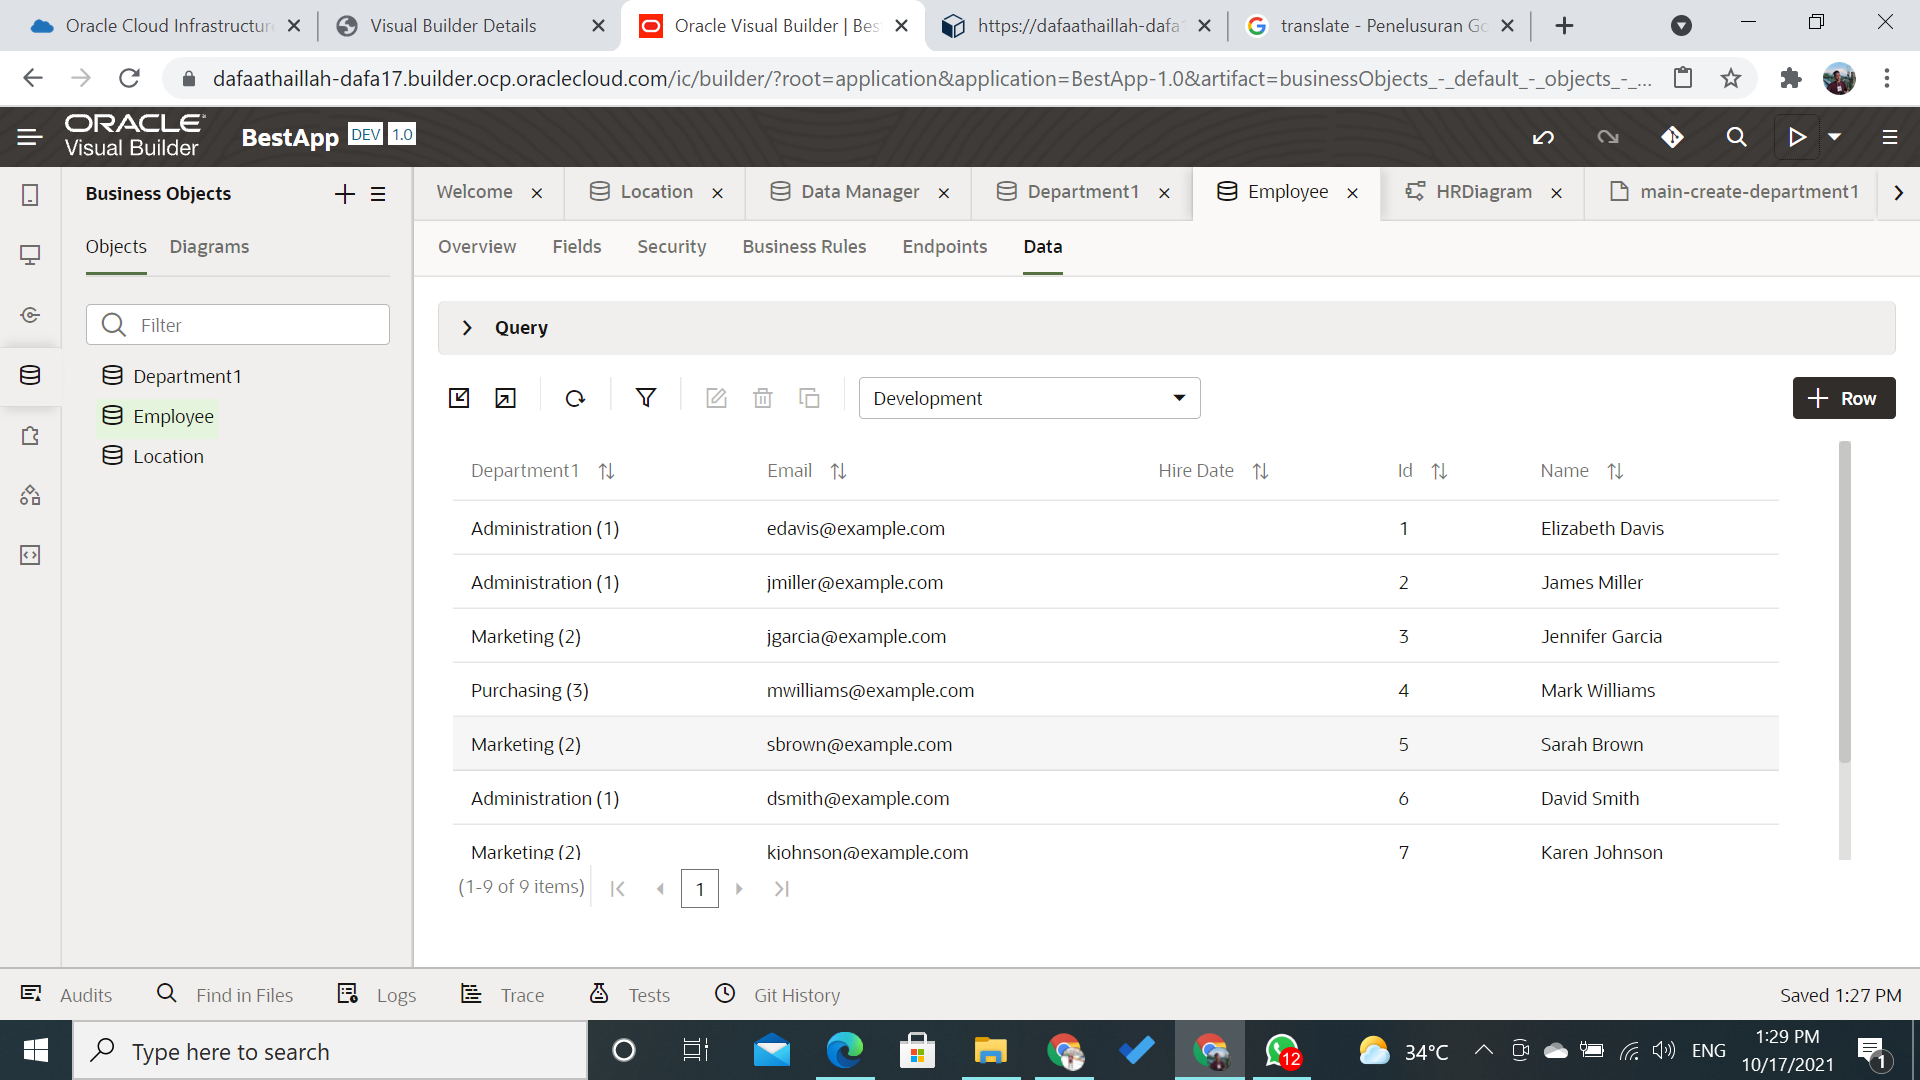 Oracle Cloud Infrastructure
Visual Builder Details
Oracle Visual Builder | Bes
https://dafaathaillah-dafa1
translate - Penelusuran Go
dafaathaillah-dafa17.builder.ocp.oraclecloud.com/ic/builder/?root=application&application=BestApp-1.0&artifact=businessObjects_-_default_-_objects_-_...
ORACLE
Visual Builder
BestApp DEV 1.0
Business Objects
Welcome
Location
Data Manager
Department1
Employee
HRDiagram
main-create-department1
Objects
Diagrams
Overview
Fields
Security
Business Rules
Endpoints
Data
Filter
Query
Department1
Employee
Location
Development
Row
Department1 Email Hire Date Id Name
Administration (1) edavis@example.com 1 Elizabeth Davis
Administration (1) jmiller@example.com 2 James Miller
Marketing (2) jgarcia@example.com 3 Jennifer Garcia
Purchasing (3) mwilliams@example.com 4 Mark Williams
Marketing (2) sbrown@example.com 5 Sarah Brown
Administration (1) dsmith@example.com 6 David Smith
Marketing (2) kjohnson@example.com 7 Karen Johnson
(1-9 of 9 items) 1
Audits
Find in Files
Logs
Trace
Tests
Git History
Saved 1:27 PM
Type here to search
12
34°C
ENG
1:29 PM
10/17/2021
1